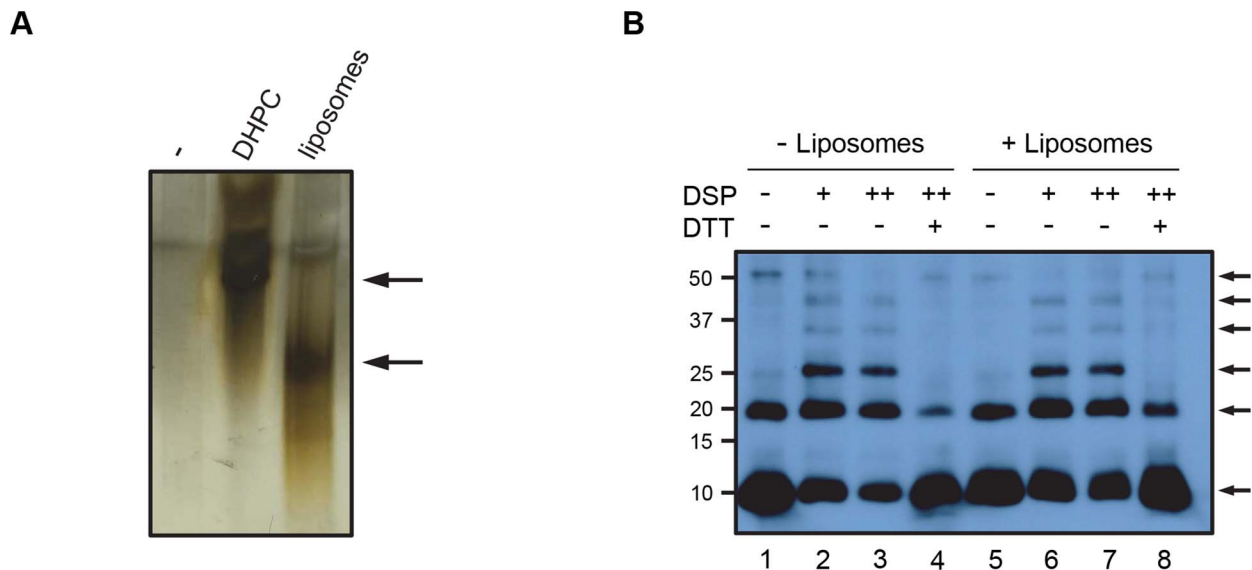 A
B
- DHPC liposomes
- Liposomes + Liposomes
DSP - + ++ ++ - + ++ ++
DTT - - - + - - - +
50
37
25
20
15
10
1 2 3 4 5 6 7 8